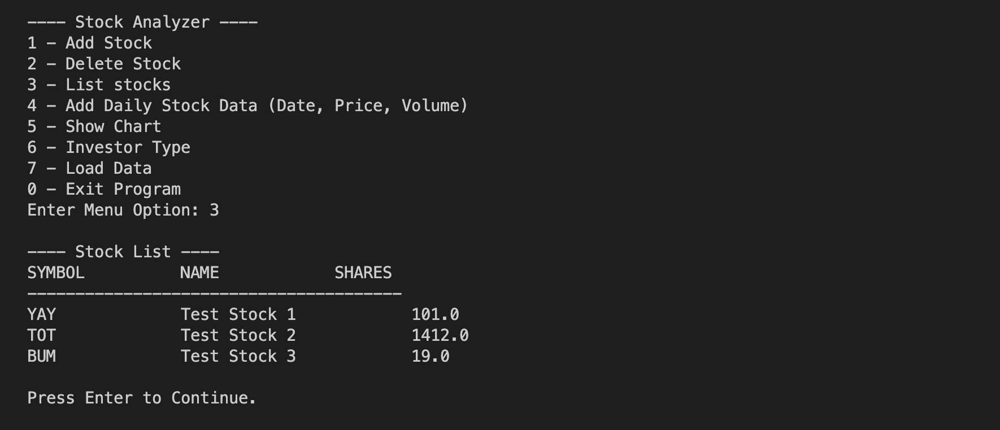 ---- Stock Analyzer ----
1 - Add Stock
2 - Delete Stock
3 - List stocks
4 - Add Daily Stock Data (Date, Price, Volume)
5 - Show Chart
6 - Investor Type
7 - Load Data
0 - Exit Program
Enter Menu Option: 3

---- Stock List ----
SYMBOL          NAME            SHARES
---------------------------------------
YAY             Test Stock 1            101.0
TOT             Test Stock 2            1412.0
BUM             Test Stock 3            19.0

Press Enter to Continue.